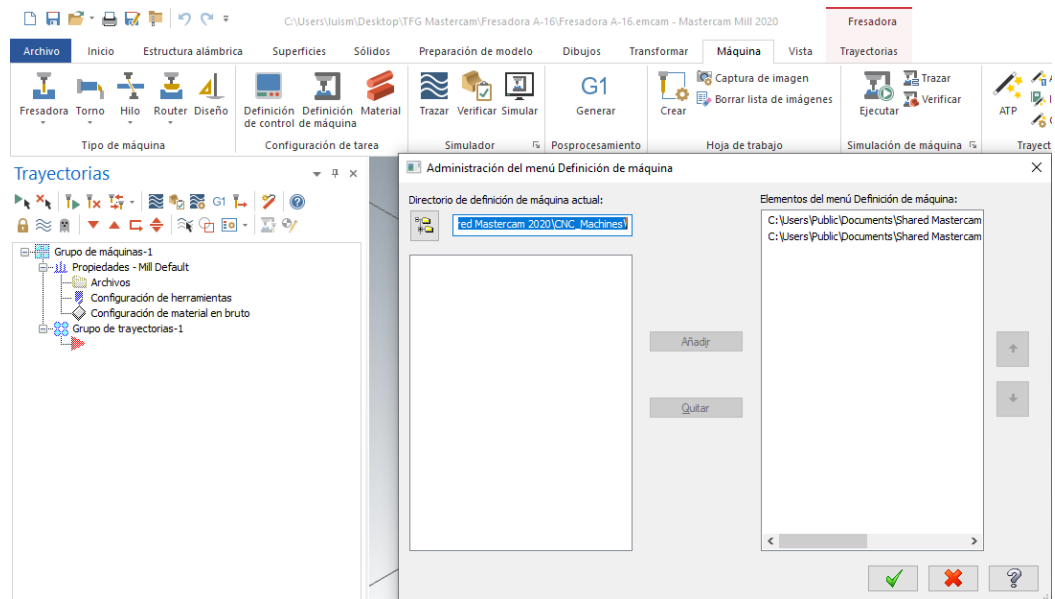 C:\Users\luism\Desktop\TFG Mastercam\Fresadora A-16\Fresadora A-16.emcam - Mastercam Mill 2020
Fresadora
Archivo Inicio Estructura alámbrica Superficies Sólidos Preparación de modelo Dibujos Transformar Máquina Vista Trayectorias
Fresadora Torno Hilo Router Diseño
Definición de control
Definición de máquina
Material
Trazar Verificar Simular
G1
Generar
Crear
Captura de imagen
Borrar lista de imágenes
Ejecutar
Trazar
Verificar
ATP
Tipo de máquina Configuración de tarea Simulador Posprocesamiento Hoja de trabajo Simulación de máquina Trayect
Trayectorias
G1
Grupo de máquinas-1
Propiedades - Mill Default
Archivos
Configuración de herramientas
Configuración de material en bruto
Grupo de trayectorias-1
Administración del menú Definición de máquina
Directorio de definición de máquina actual:
red Mastercam 2020\CNC_Machines\
Añadir
Quitar
Elementos del menú Definición de máquina:
C:\Users\Public\Documents\Shared Mastercam
C:\Users\Public\Documents\Shared Mastercam